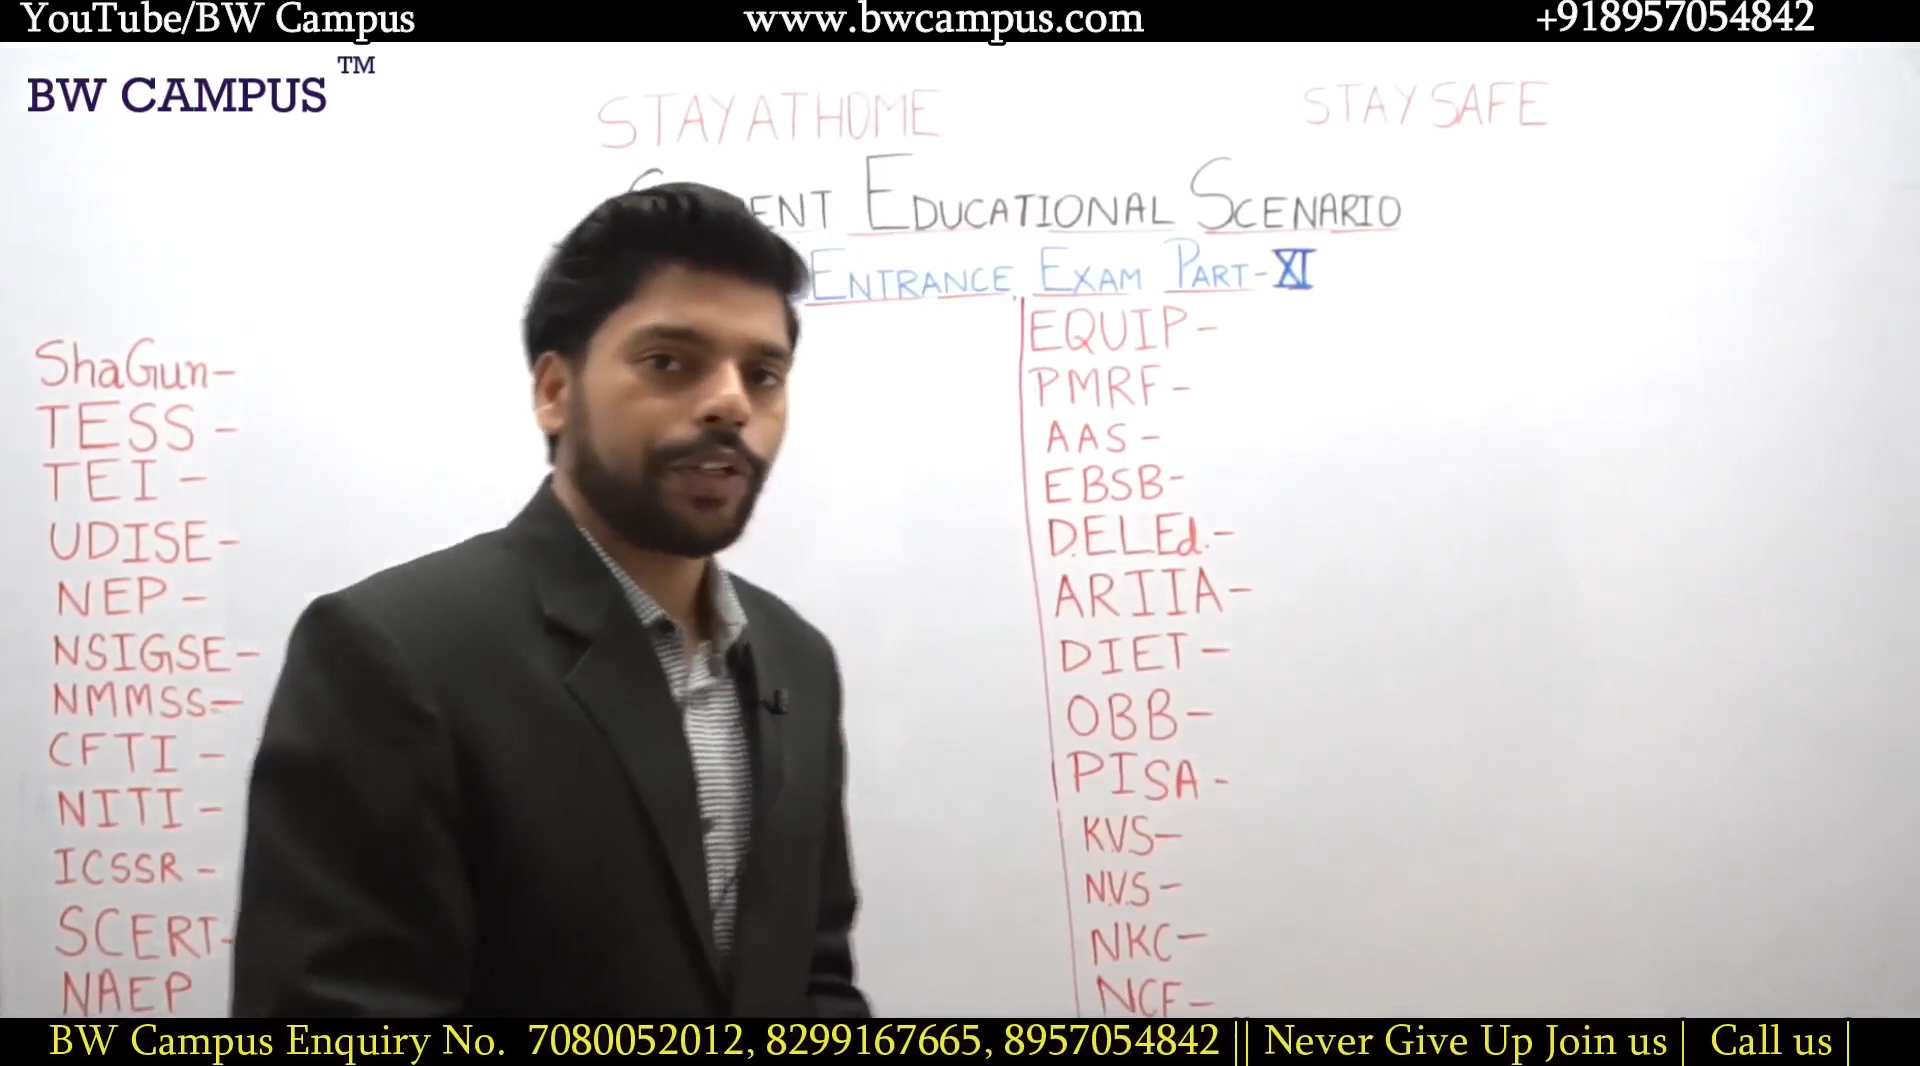 YouTube/BW Campus www.bwcampus.com +918957054842
BW CAMPUS TM
STAY AT HOME STAY SAFE
EDUCATIONAL SCENARIO
ENTRANCE EXAM PART-XI
ShaGun-
TESS -
TEI -
UDISE-
NEP -
NSIGSE-
NMMSS-
CFTI -
NITI -
ICSSR -
SCERT-
NAEP
EQUIP-
PMRF-
AAS-
EBSB-
D.ELEd.-
ARIIA-
DIET-
OBB-
PISA-
KVS-
NVS-
NKC-
NCF-
BW Campus Enquiry No. 7080052012, 8299167665, 8957054842 || Never Give Up Join us | Call us |